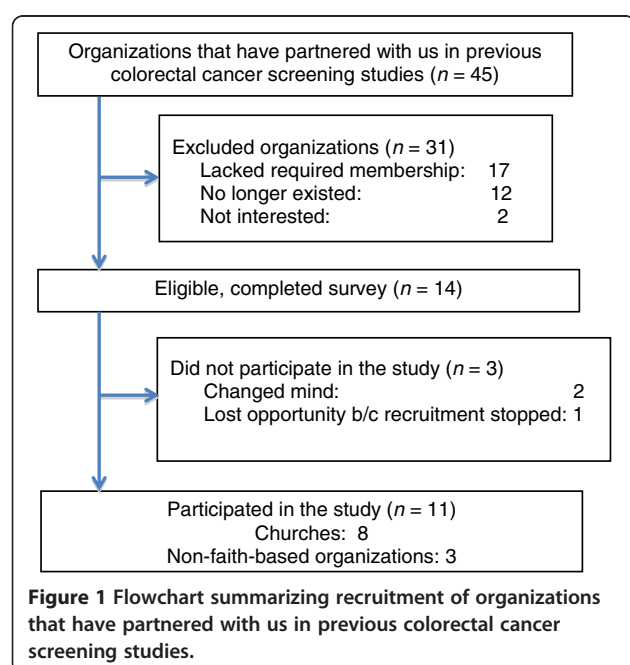 Organizations that have partnered with us in previous
colorectal cancer screening studies (n = 45)
Excluded organizations (n = 31)
Lacked required membership: 17
No longer existed: 12
Not interested: 2
Eligible, completed survey (n = 14)
Did not participate in the study (n = 3)
Changed mind: 2
Lost opportunity b/c recruitment stopped: 1
Participated in the study (n = 11)
Churches: 8
Non-faith-based organizations: 3
Figure 1 Flowchart summarizing recruitment of organizations
that have partnered with us in previous colorectal cancer
screening studies.